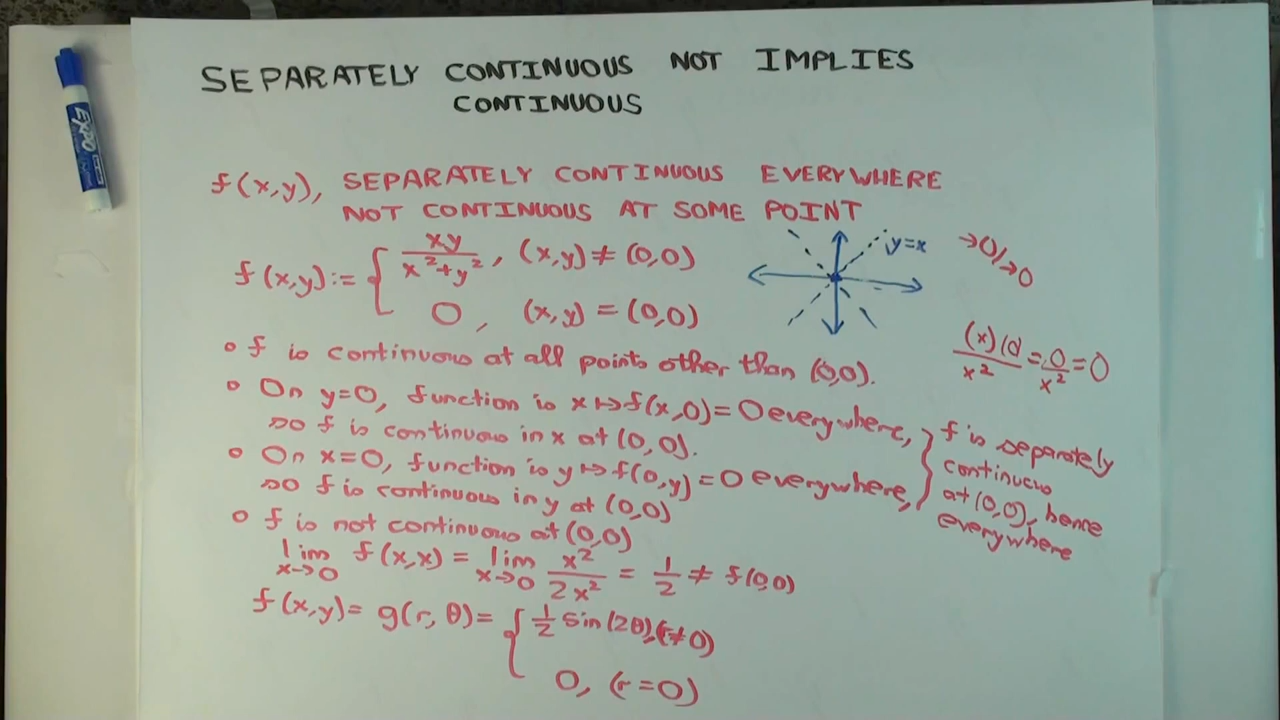 SEPARATELY CONTINUOUS NOT IMPLIES
CONTINUOUS
EXPO
f(x,y), SEPARATELY CONTINUOUS EVERYWHERE
NOT CONTINUOUS AT SOME POINT
f(x,y):= { xy/(x²+y²), (x,y) ≠ (0,0)
0, (x,y) = (0,0)
y=x
→0/→0
(x)(0)/x² = 0/x² = 0
• f is continuous at all points other than (0,0).
• On y=0, function is x↦f(x,0)=0 everywhere,
so f is continuous in x at (0,0).
• On x=0, function is y↦f(0,y)=0 everywhere,
so f is continuous in y at (0,0)
} f is separately
continuous
at (0,0), hence
everywhere
• f is not continuous at (0,0)
lim x→0 f(x,x) = lim x→0 x²/2x² = 1/2 ≠ f(0,0)
f(x,y) = g(r,θ) = { 1/2 sin(2θ), (r≠0)
0, (r=0)